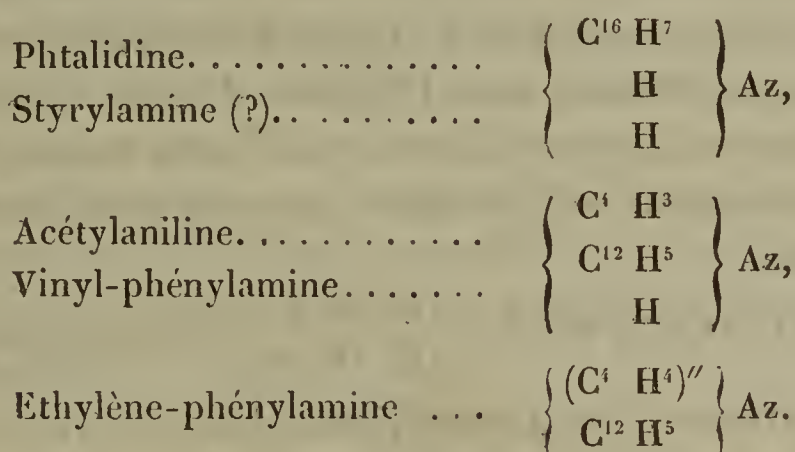 Phtalidine. . . . . . . . . . . . . . .
Styrylamine (?). . . . . . . . . . .
{ C¹⁶ H⁷
H
H } Az,
Acétylaniline. . . . . . . . . . . .
Vinyl-phénylamine. . . . . . .
{ C⁴ H³
C¹² H⁵
H } Az,
Ethylène-phénylamine . . .
{ (C⁴ H⁴)″
C¹² H⁵ } Az.